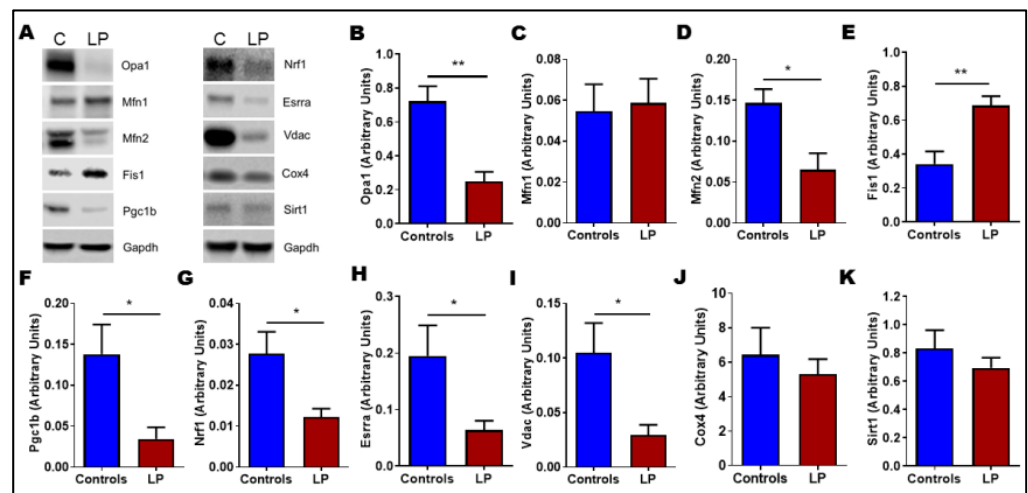 A
C LP
Opa1
Mfn1
Mfn2
Fis1
Pgc1b
Gapdh
Nrf1
Esrra
Vdac
Cox4
Sirt1
Gapdh
B
Opa1 (Arbitrary Units)
1.0
0.8
0.6
0.4
0.2
0.0
**
Controls LP
C
Mfn1 (Arbitrary Units)
0.08
0.06
0.04
0.02
0.00
Controls LP
D
Mfn2 (Arbitrary Units)
0.20
0.15
0.10
0.05
0.00
*
Controls LP
E
Fis1 (Arbitrary Units)
1.0
0.8
0.6
0.4
0.2
0.0
**
Controls LP
F
Pgc1b (Arbitrary Units)
0.20
0.15
0.10
0.05
0.00
*
Controls LP
G
Nrf1 (Arbitrary Units)
0.04
0.03
0.02
0.01
0.00
*
Controls LP
H
Esrra (Arbitrary Units)
0.3
0.2
0.1
0.0
*
Controls LP
I
Vdac (Arbitrary Units)
0.15
0.10
0.05
0.00
*
Controls LP
J
Cox4 (Arbitrary Units)
8
6
4
2
0
Controls LP
K
Sirt1 (Arbitrary Units)
1.2
1.0
0.8
0.6
0.4
0.2
0.0
Controls LP
C LP